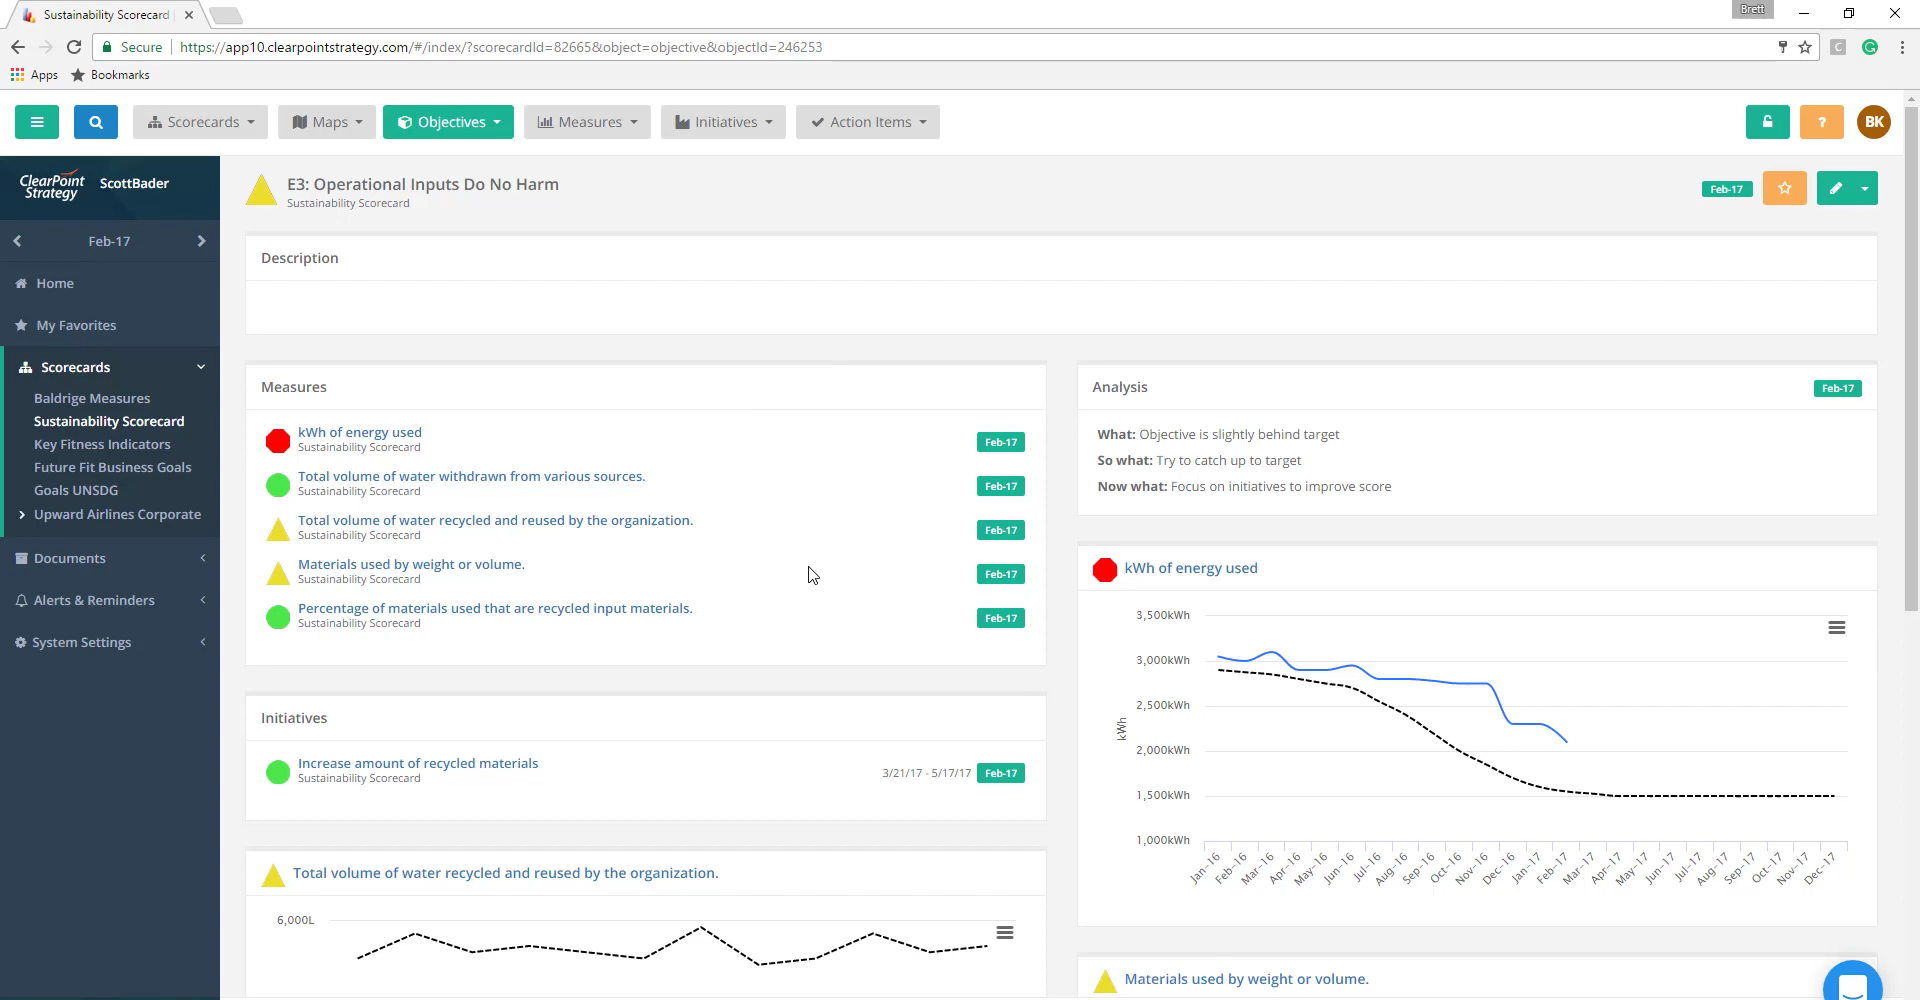 Sustainability Scorecard
Brett
Secure
https://app10.clearpointstrategy.com/#/index/?scorecardId=82665&object=objective&objectId=246253
C
G
Apps
Bookmarks
Scorecards
Maps
Objectives
Measures
Initiatives
Action Items
?
BK
ClearPoint
Strategy
ScottBader
Feb-17
Home
My Favorites
Scorecards
Baldrige Measures
Sustainability Scorecard
Key Fitness Indicators
Future Fit Business Goals
Goals UNSDG
Upward Airlines Corporate
Documents
Alerts & Reminders
System Settings
E3: Operational Inputs Do No Harm
Sustainability Scorecard
Feb-17
Description
Measures
kWh of energy used
Sustainability Scorecard
Feb-17
Total volume of water withdrawn from various sources.
Sustainability Scorecard
Feb-17
Total volume of water recycled and reused by the organization.
Sustainability Scorecard
Feb-17
Materials used by weight or volume.
Sustainability Scorecard
Feb-17
Percentage of materials used that are recycled input materials.
Sustainability Scorecard
Feb-17
Initiatives
Increase amount of recycled materials
Sustainability Scorecard
3/21/17 - 5/17/17
Feb-17
Total volume of water recycled and reused by the organization.
6,000L
Analysis
Feb-17
What: Objective is slightly behind target
So what: Try to catch up to target
Now what: Focus on initiatives to improve score
kWh of energy used
3,500kWh
3,000kWh
2,500kWh
2,000kWh
1,500kWh
1,000kWh
kWh
Jan-16
Feb-16
Mar-16
Apr-16
May-16
Jun-16
Jul-16
Aug-16
Sep-16
Oct-16
Nov-16
Dec-16
Jan-17
Feb-17
Mar-17
Apr-17
May-17
Jun-17
Jul-17
Aug-17
Sep-17
Oct-17
Nov-17
Dec-17
Materials used by weight or volume.